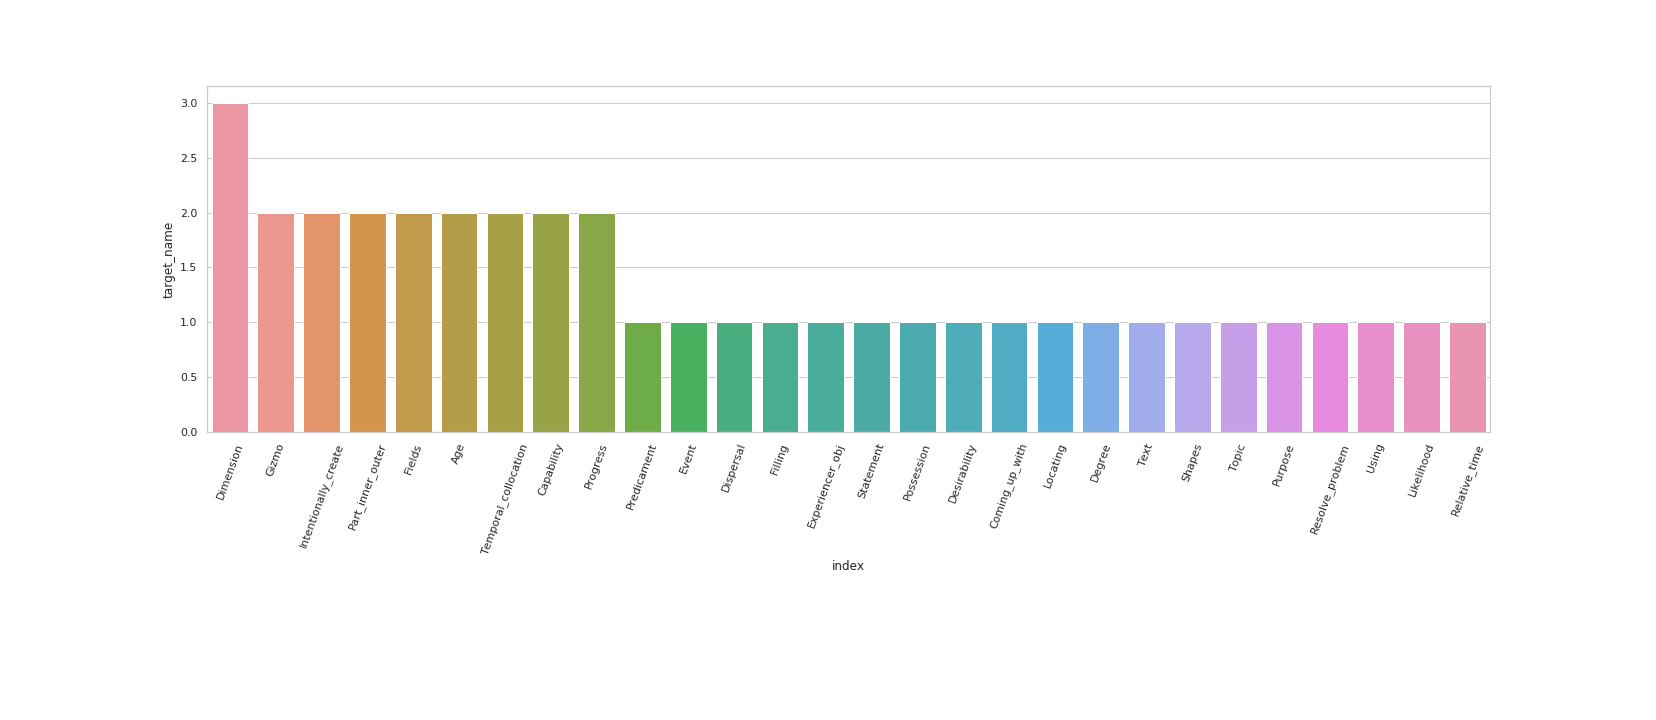 3.0
2.5
2.0
1.5
1.0
0.5
0.0
target_name
Dimension
Gizmo
Intentionally_create
Part_inner_outer
Fields
Age
Temporal_collocation
Capability
Progress
Predicament
Event
Dispersal
Filling
Experiencer_obj
Statement
Possession
Desirability
Coming_up_with
Locating
Degree
Text
Shapes
Topic
Purpose
Resolve_problem
Using
Likelihood
Relative_time
index